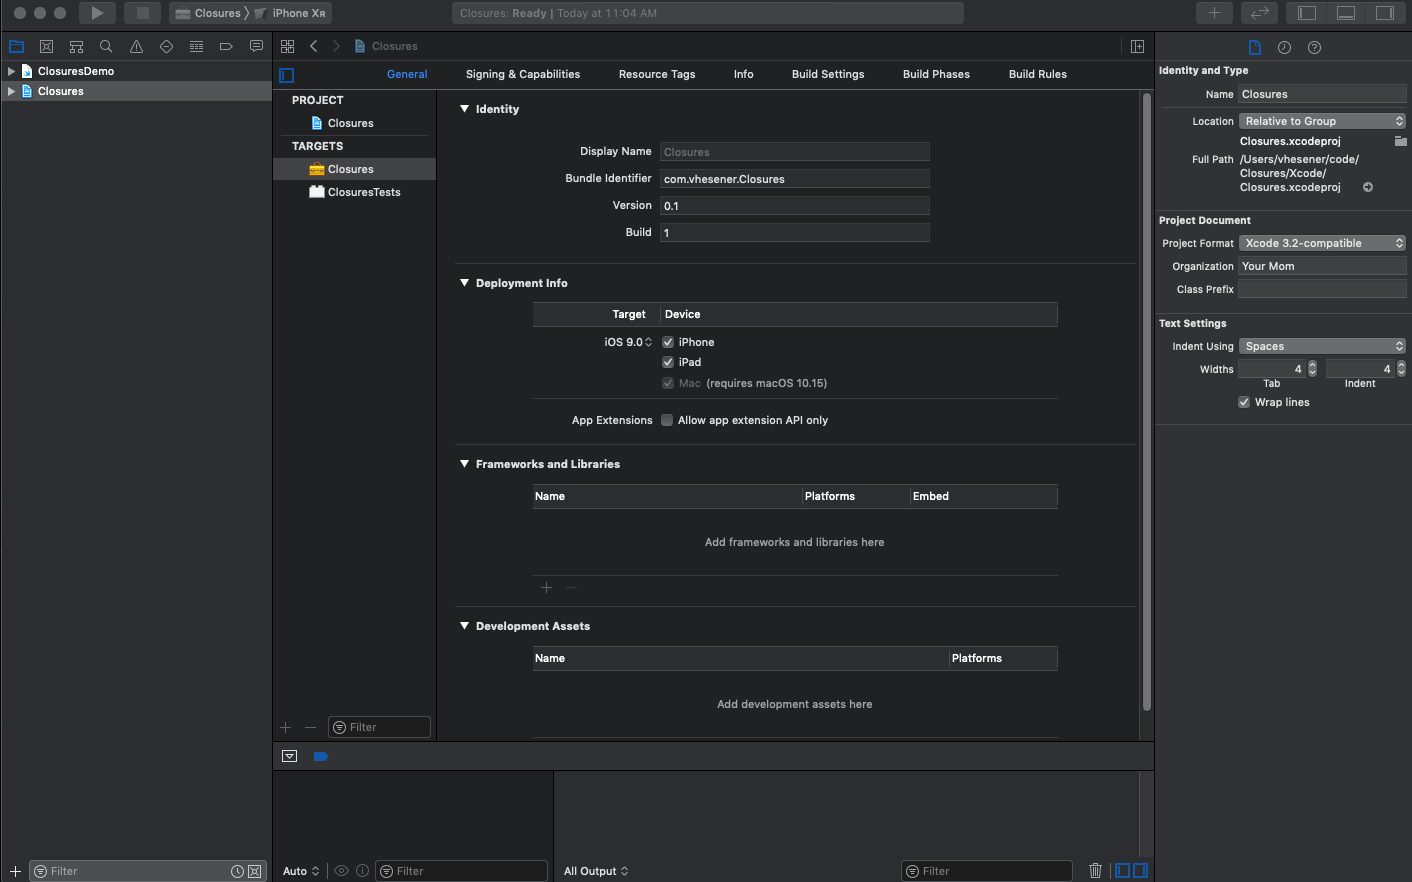 Closures
iPhone XR
Closures: Ready | Today at 11:04 AM
Closures
ClosuresDemo
Closures
General
Signing & Capabilities
Resource Tags
Info
Build Settings
Build Phases
Build Rules
PROJECT
Closures
TARGETS
Closures
ClosuresTests
Filter
Identity
Display Name
Closures
Bundle Identifier
com.vhesener.Closures
Version
0.1
Build
1
Deployment Info
Target
Device
iOS 9.0
iPhone
iPad
Mac (requires macOS 10.15)
App Extensions
Allow app extension API only
Frameworks and Libraries
Name
Platforms
Embed
Add frameworks and libraries here
Development Assets
Name
Platforms
Add development assets here
Identity and Type
Name
Closures
Location
Relative to Group
Closures.xcodeproj
Full Path
/Users/vhesener/code/
Closures/Xcode/
Closures.xcodeproj
Project Document
Project Format
Xcode 3.2-compatible
Organization
Your Mom
Class Prefix
Text Settings
Indent Using
Spaces
Widths
4
4
Tab
Indent
Wrap lines
Filter
Auto
Filter
All Output
Filter